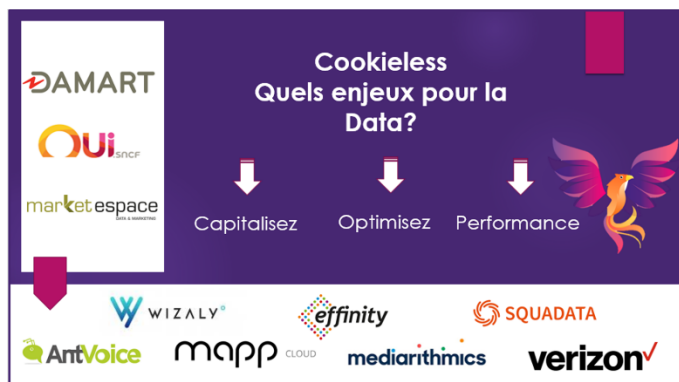 DAMART
Oui.sncf
market espace
DATA & MARKETING
Cookieless
Quels enjeux pour la
Data?
Capitalisez Optimisez Performance
WIZALY effinity SQUADATA
AntVoice mapp CLOUD mediarithmics verizon